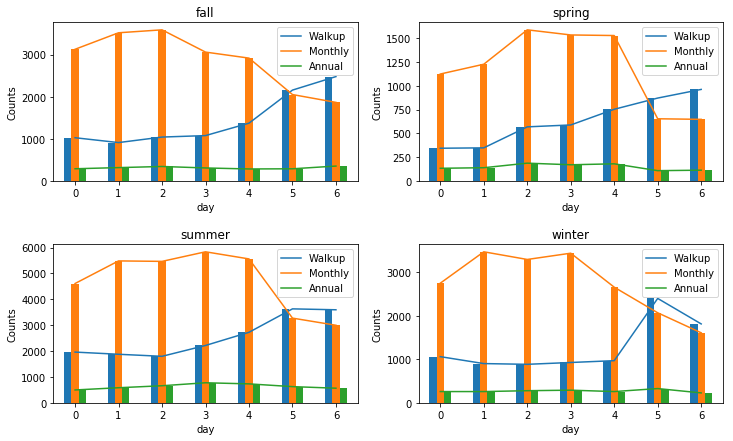 fall
Counts
3000
2000
1000
0
0 1 2 3 4 5 6
day
Walkup
Monthly
Annual
spring
Counts
1500
1250
1000
750
500
250
0
0 1 2 3 4 5 6
day
Walkup
Monthly
Annual
summer
Counts
6000
5000
4000
3000
2000
1000
0
0 1 2 3 4 5 6
day
Walkup
Monthly
Annual
winter
Counts
3000
2000
1000
0
0 1 2 3 4 5 6
day
Walkup
Monthly
Annual